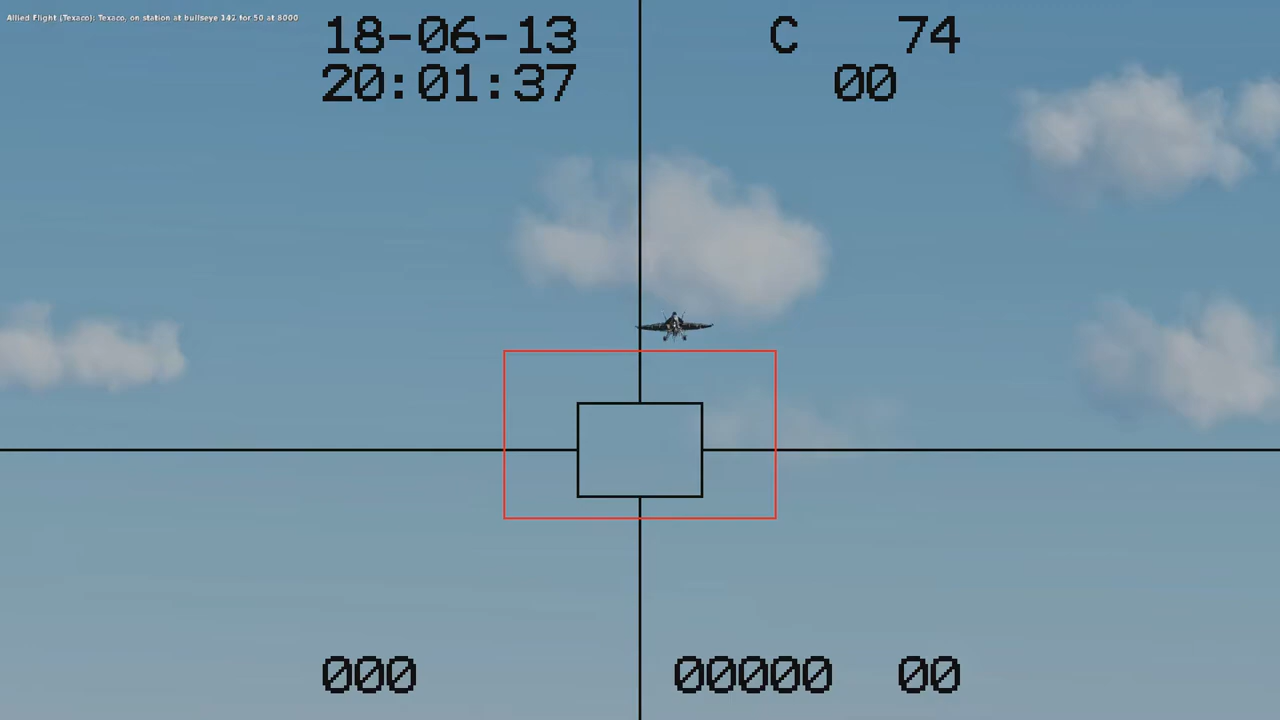 Allied Flight (Texaco): Texaco, on station at bullseye 142 for 50 at 8000
18-06-13 C 74
20:01:37 00
000 00000 00